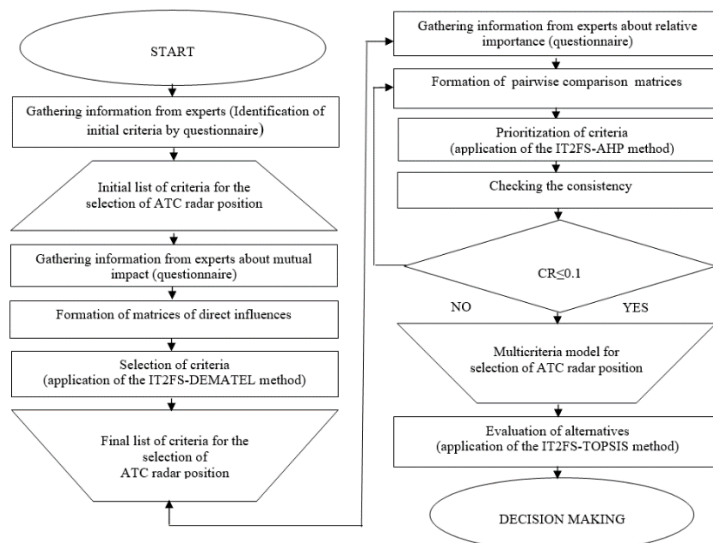 START
Gathering information from experts (Identification of
initial criteria by questionnaire)
Initial list of criteria for the
selection of ATC radar position
Gathering information from experts about mutual
impact (questionnaire)
Formation of matrices of direct influences
Selection of criteria
(application of the IT2FS-DEMATEL method)
Final list of criteria for the
selection of
ATC radar position
Gathering information from experts about relative
importance (questionnaire)
Formation of pairwise comparison matrices
Prioritization of criteria
(application of the IT2FS-AHP method)
Checking the consistency
CR≤0.1
NO
YES
Multicriteria model for
selection of ATC radar position
Evaluation of alternatives
(application of the IT2FS-TOPSIS method)
DECISION MAKING